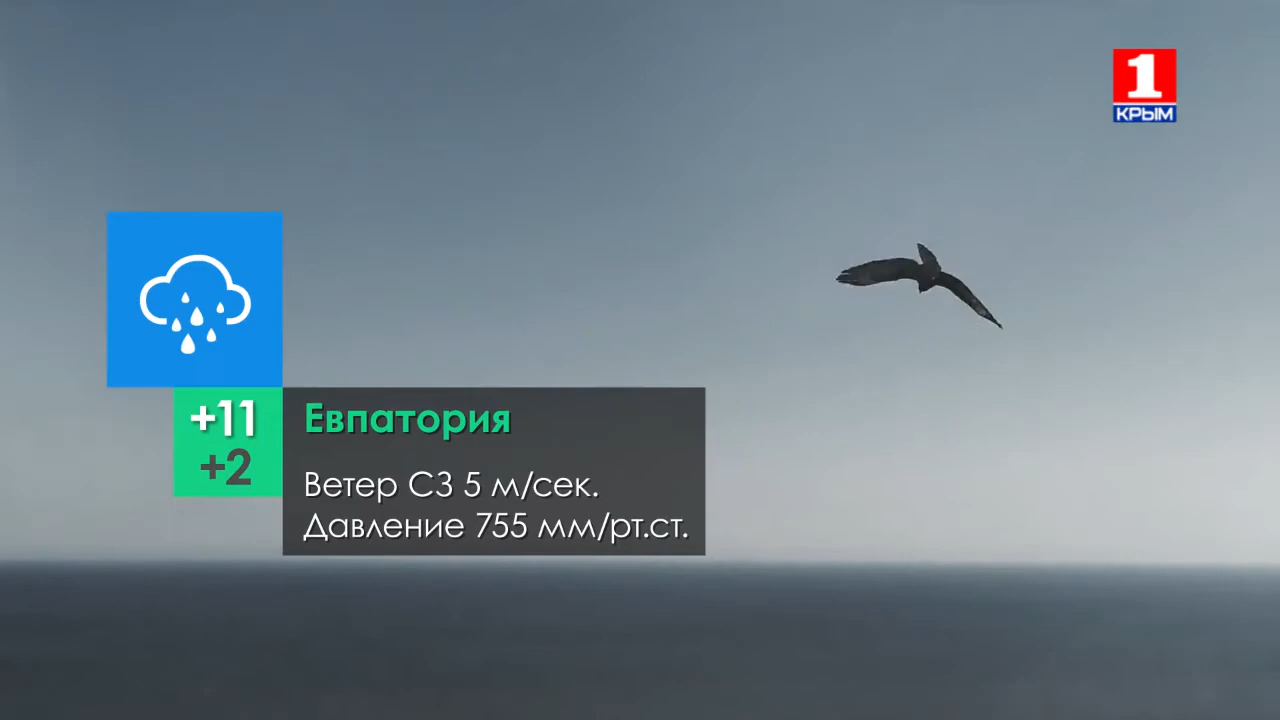 1
КРЫМ
+11
+2
Евпатория
Ветер СЗ 5 м/сек.
Давление 755 мм/рт.ст.